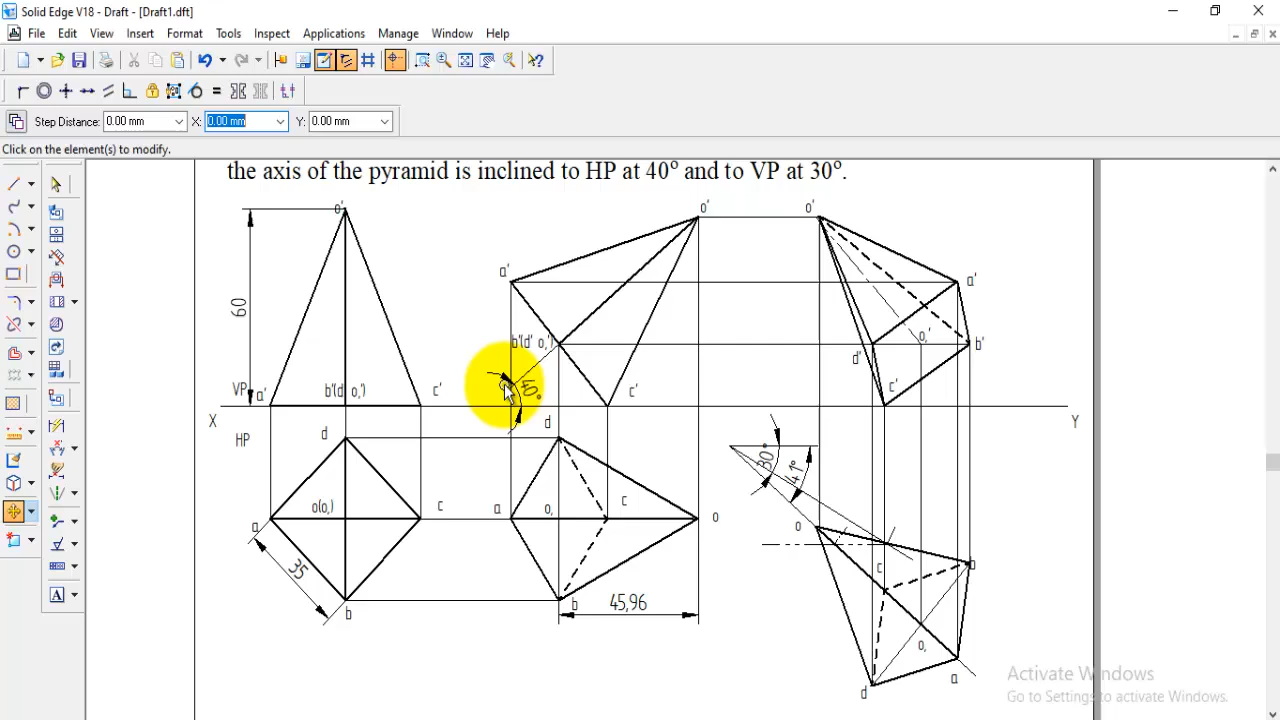 Solid Edge V18 - Draft - [Draft1.dft]
File Edit View Insert Format Tools Inspect Applications Manage Window Help
Step Distance: 0.00 mm X: 0.00 mm Y: 0.00 mm
Click on the element(s) to modify.
the axis of the pyramid is inclined to HP at 40° and to VP at 30°.
o' o' o'
a' a'
60
b'(d' o,') o,' b'
d'
VP a' b'(d o,') c' 40° c' c'
X Y
HP d d
30° 41°
a o(o,) c a o, c o o
35
c b
b b 45,96
o,
d a
Activate Windows
Go to Settings to activate Windows.